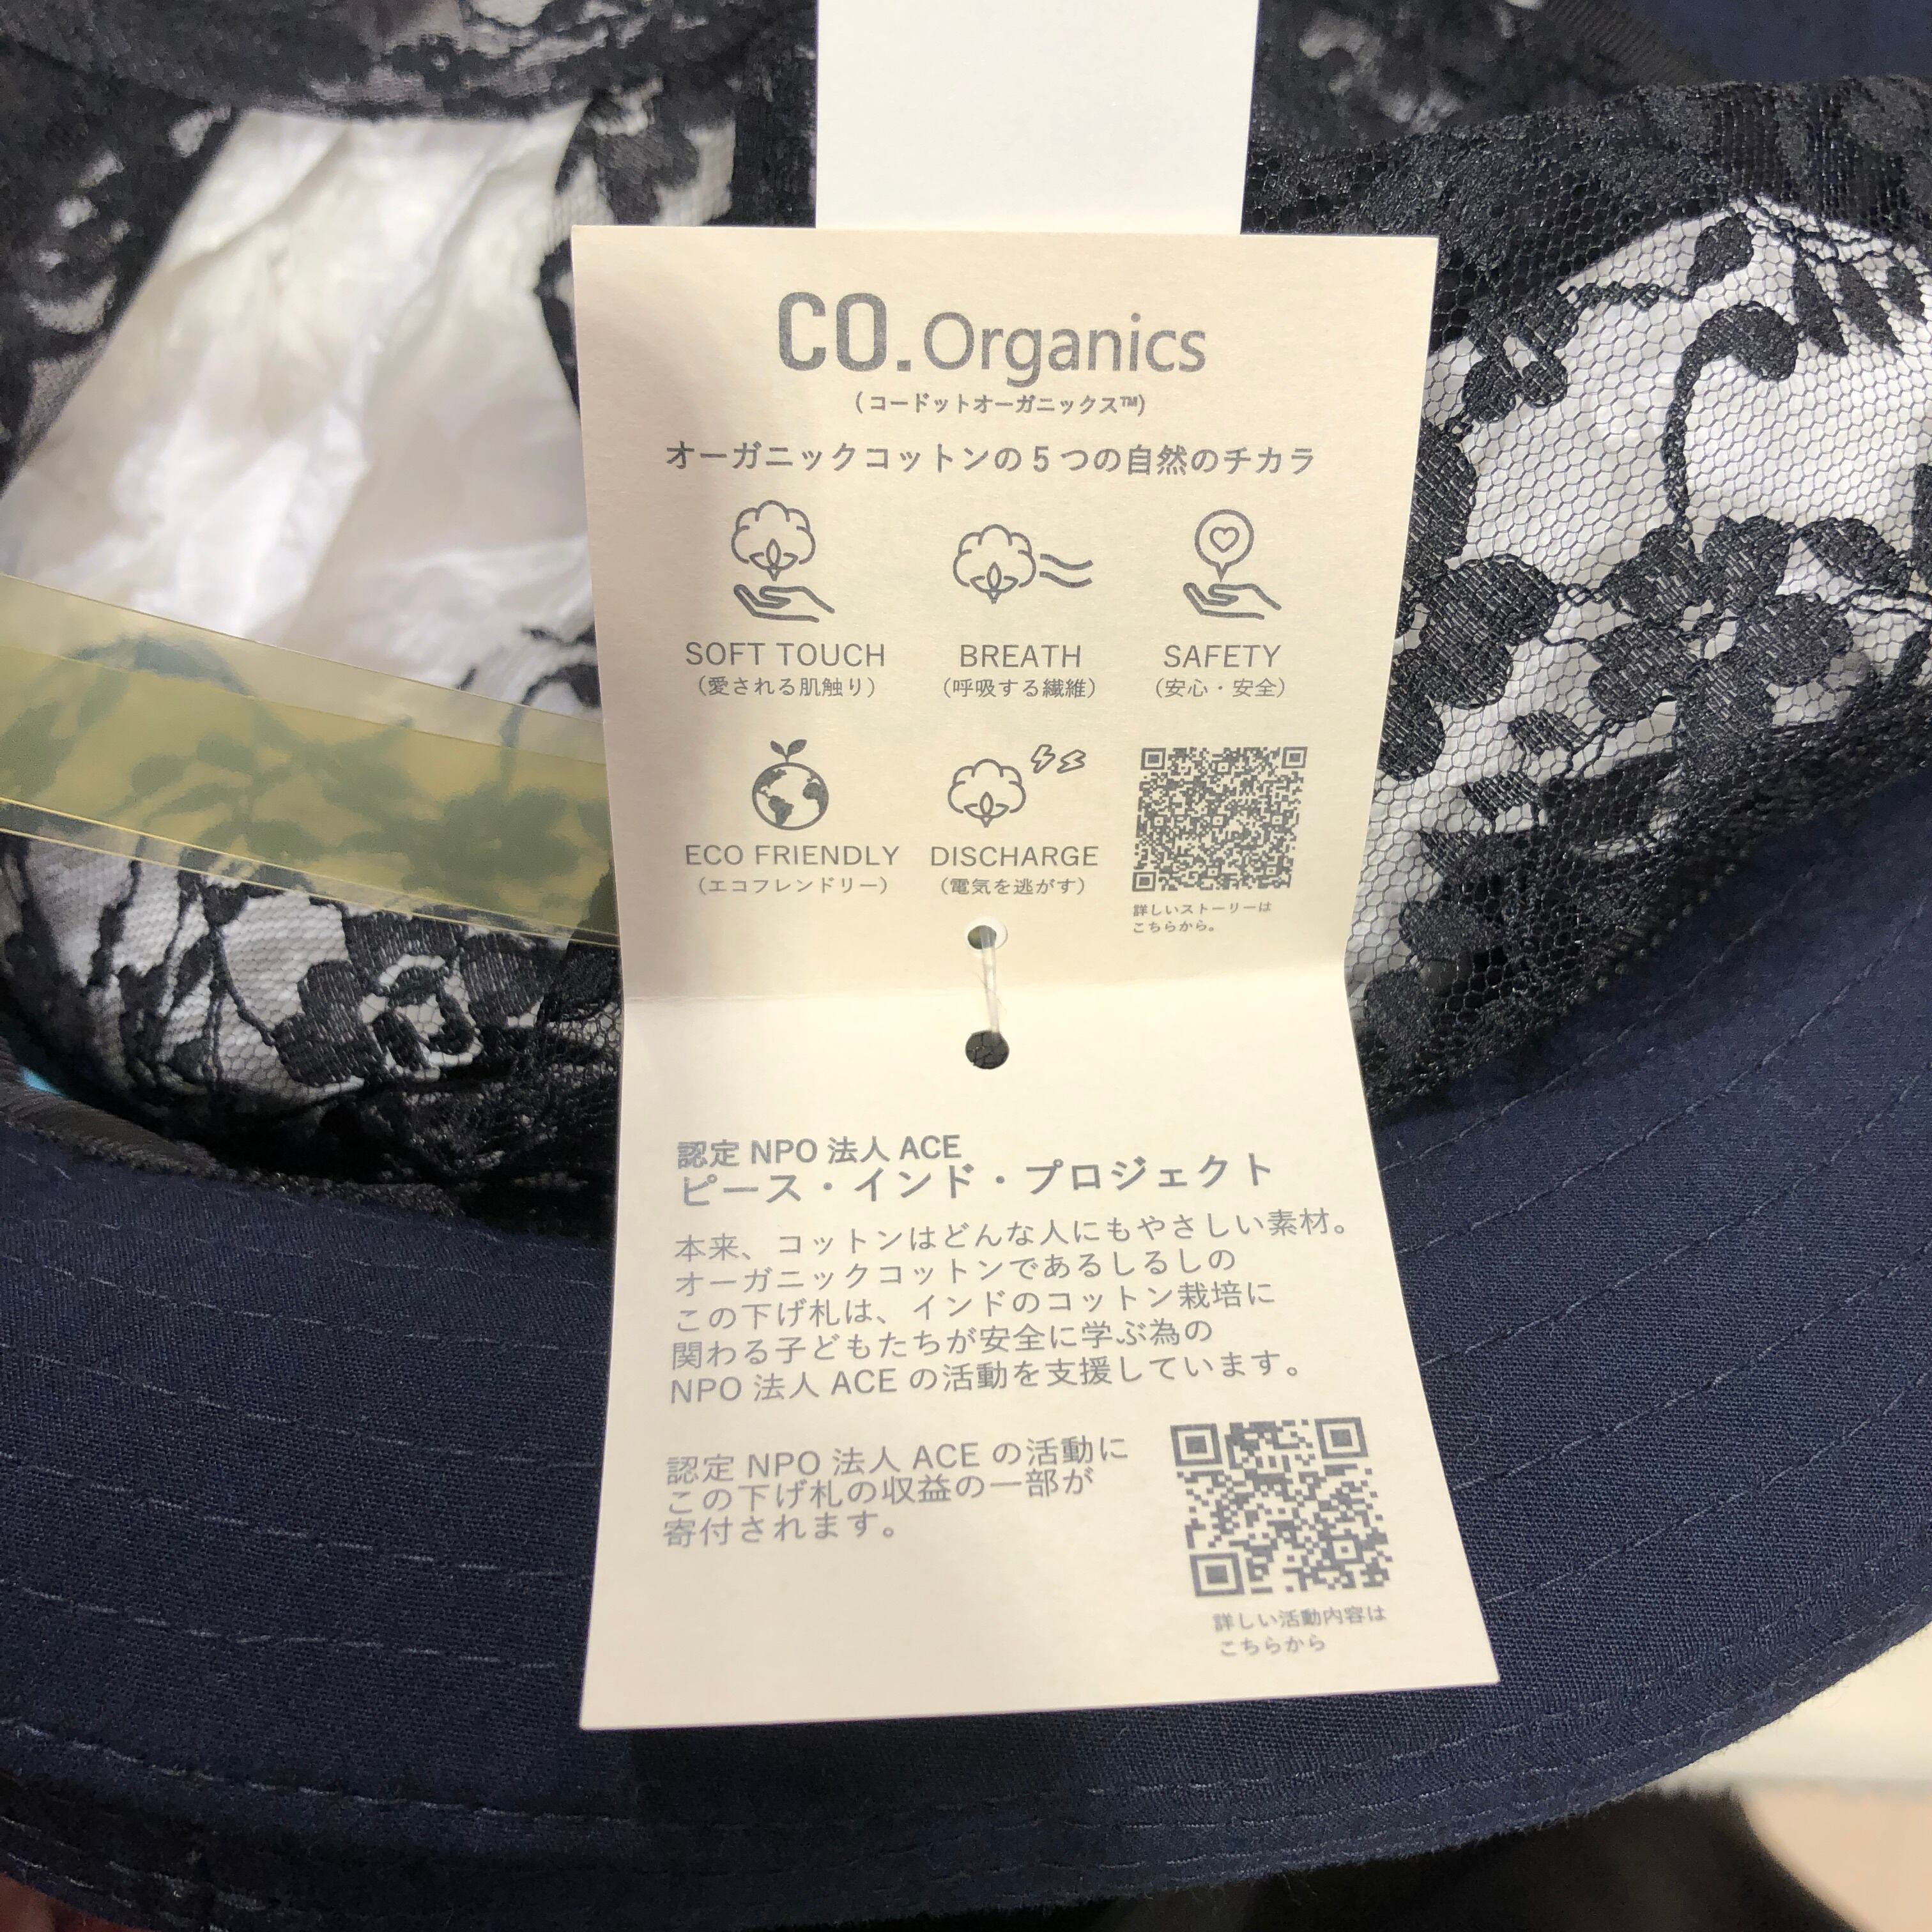 CO.Organics
(コードットオーガニックス™)
オーガニックコットンの5つの自然のチカラ
SOFT TOUCH
(愛される肌触り)
BREATH
(呼吸する繊維)
SAFETY
(安心・安全)
ECO FRIENDLY
(エコフレンドリー)
DISCHARGE
(電気を逃がす)
詳しいストーリーは
こちらから。
認定 NPO 法人 ACE
ピース・インド・プロジェクト
本来、コットンはどんな人にもやさしい素材。
オーガニックコットンであるしるしの
この下げ札は、インドのコットン栽培に
関わる子どもたちが安全に学ぶ為の
NPO 法人 ACE の活動を支援しています。
認定 NPO 法人 ACE の活動に
この下げ札の収益の一部が
寄付されます。
詳しい活動内容は
こちらから